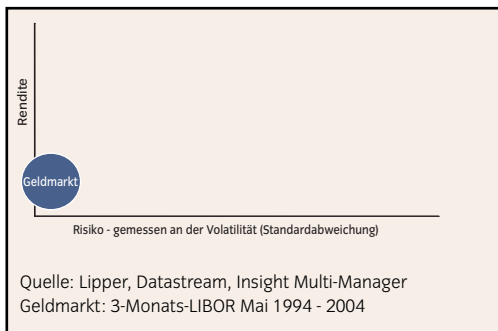 Rendite
Geldmarkt
Risiko - gemessen an der Volatilität (Standardabweichung)
Quelle: Lipper, Datastream, Insight Multi-Manager
Geldmarkt: 3-Monats-LIBOR Mai 1994 - 2004